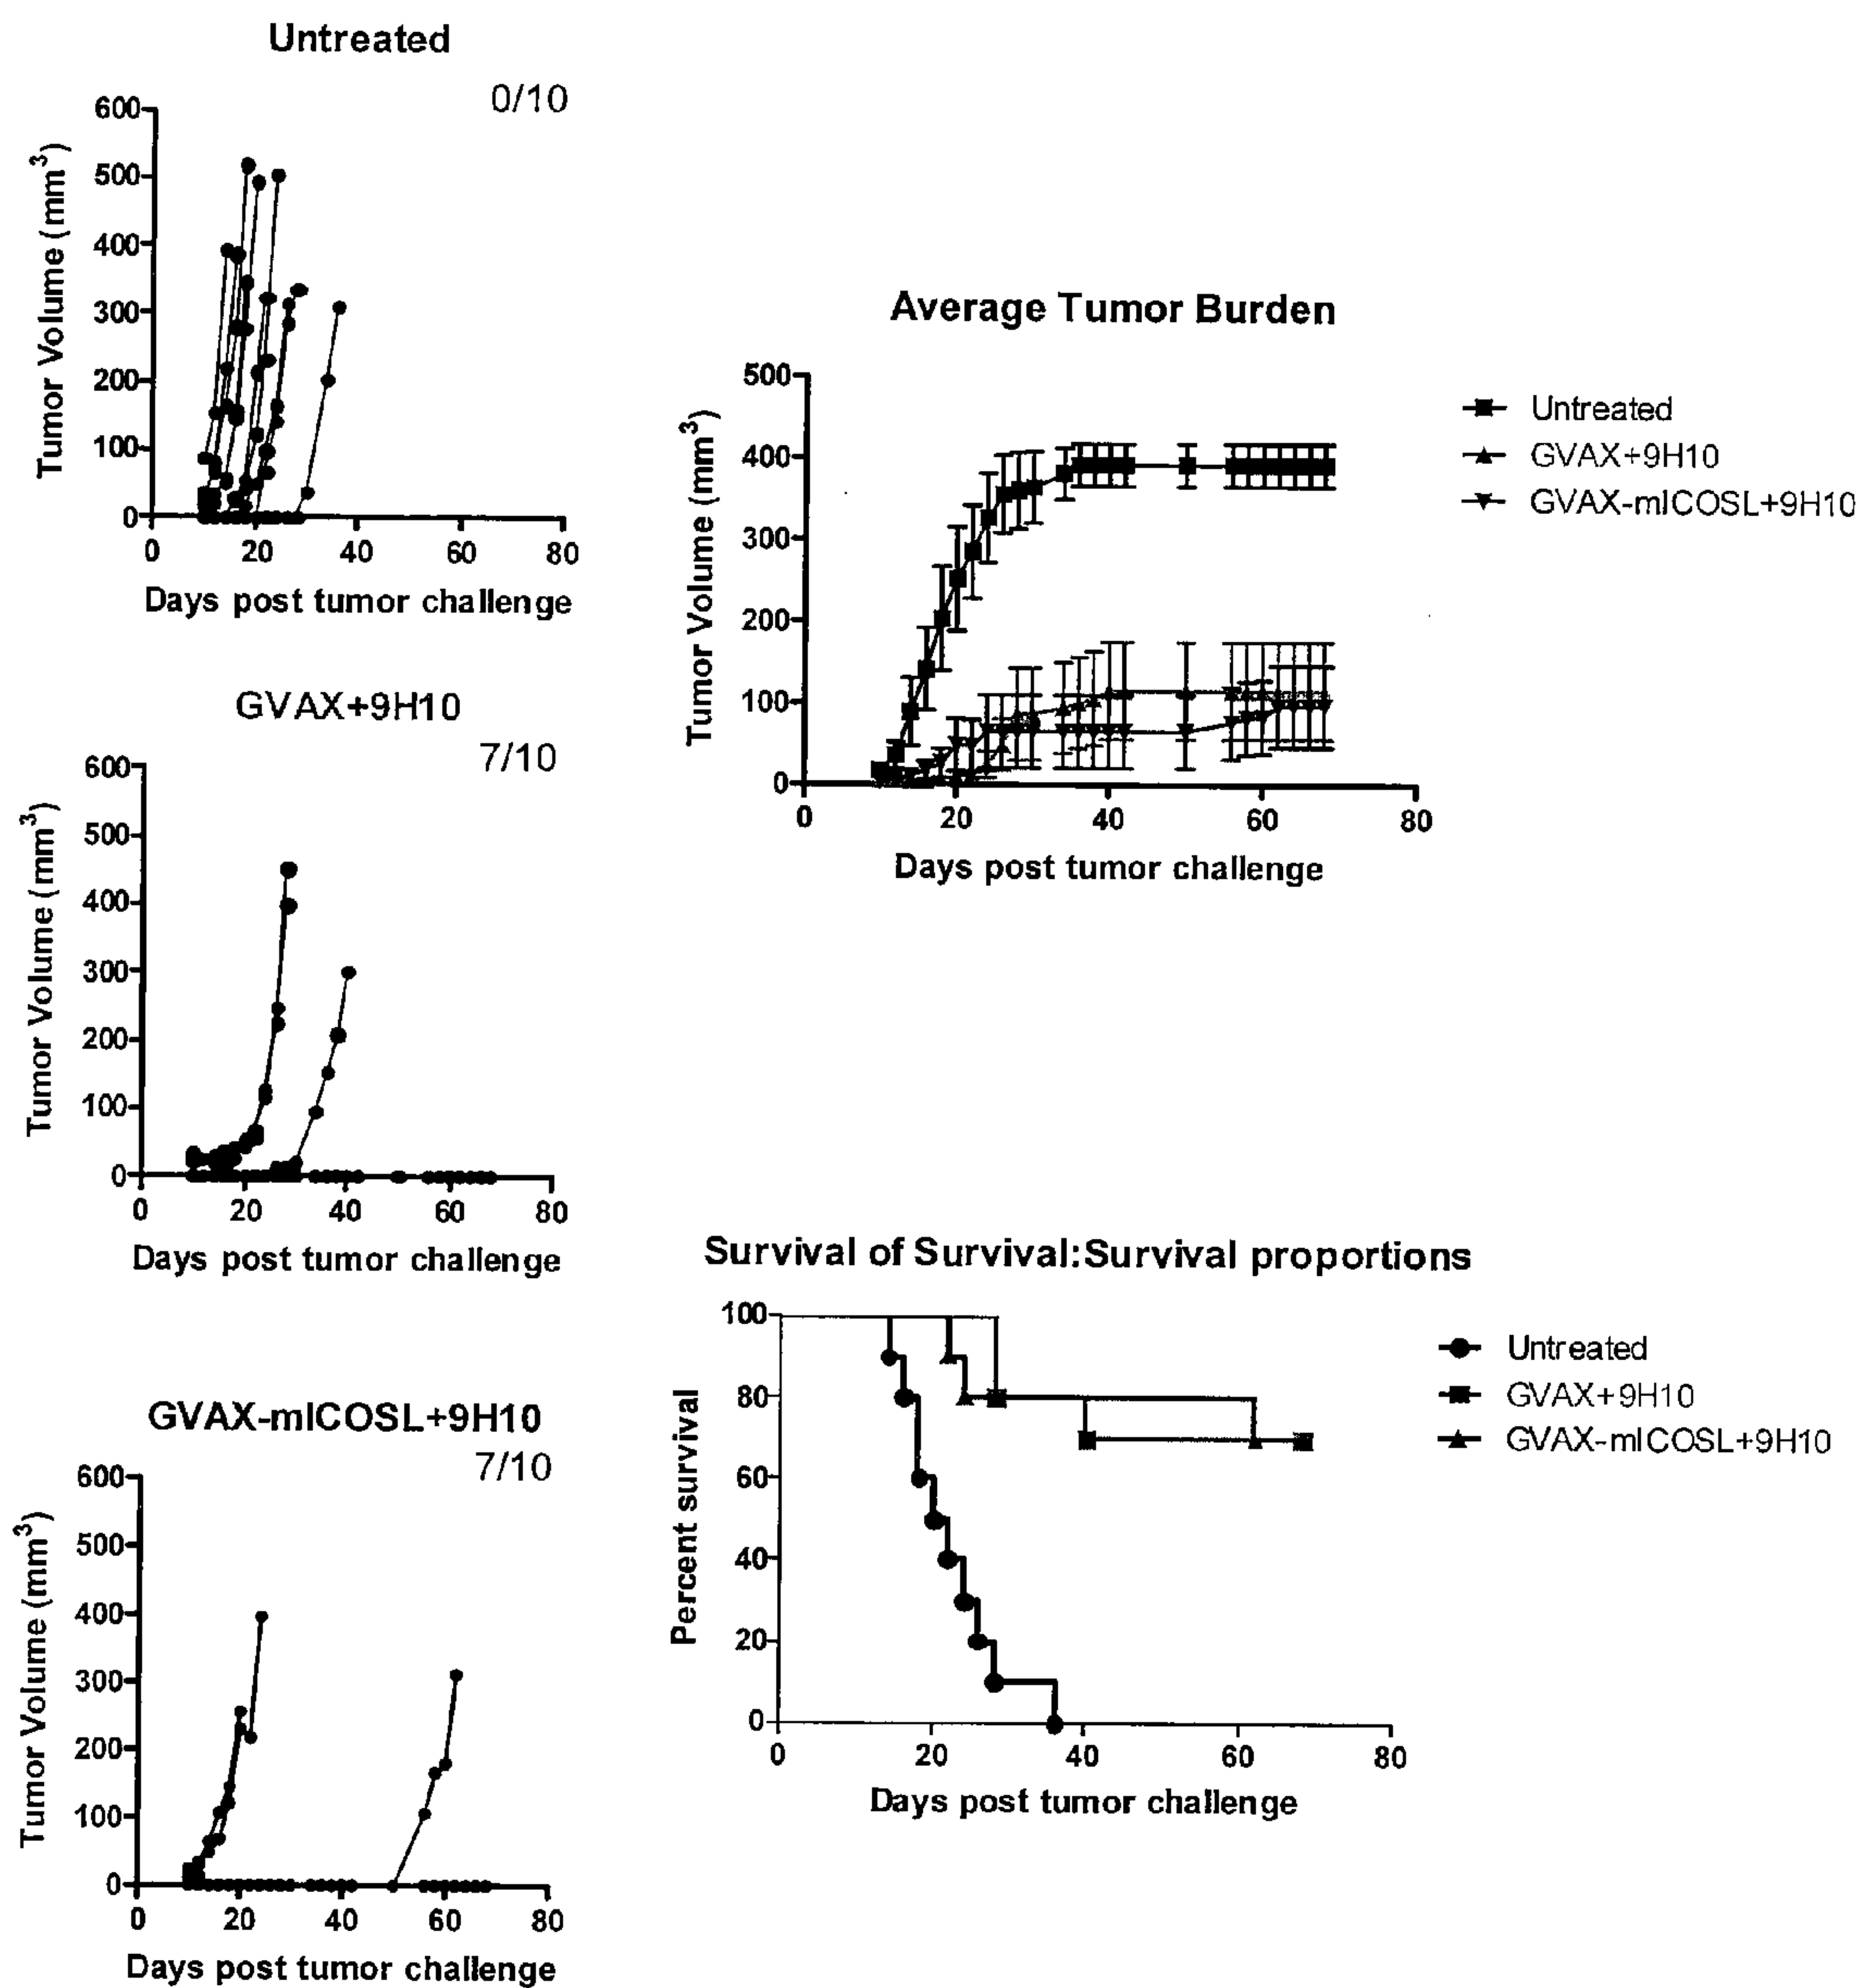 Untreated
0/10
600
500
400
300
200
100
0
Tumor Volume (mm³)
0 20 40 60 80
Days post tumor challenge
GVAX+9H10
7/10
600
500
400
300
200
100
0
Tumor Volume (mm³)
0 20 40 60 80
Days post tumor challenge
GVAX-mICOSL+9H10
7/10
600
500
400
300
200
100
0
Tumor Volume (mm³)
0 20 40 60 80
Days post tumor challenge
Average Tumor Burden
500
400
300
200
100
0
Tumor Volume (mm³)
0 20 40 60 80
Days post tumor challenge
Untreated
GVAX+9H10
GVAX-mICOSL+9H10
Survival of Survival:Survival proportions
100
80
60
40
20
0
Percent survival
0 20 40 60 80
Days post tumor challenge
Untreated
GVAX+9H10
GVAX-mICOSL+9H10